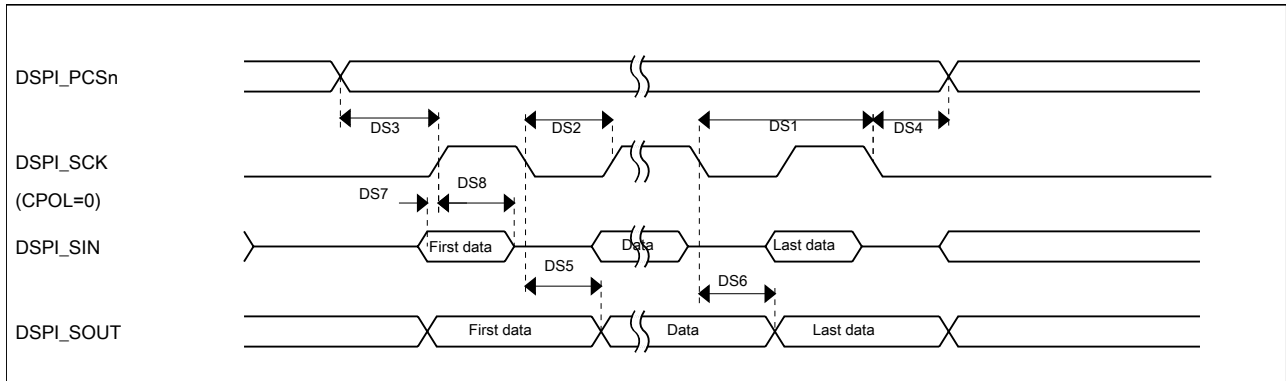 DSPI_PCSn
DS3
DS2
DS1
DS4
DSPI_SCK
(CPOL=0)
DS7
DS8
DSPI_SIN
First data
Data
Last data
DS5
DS6
DSPI_SOUT
First data
Data
Last data